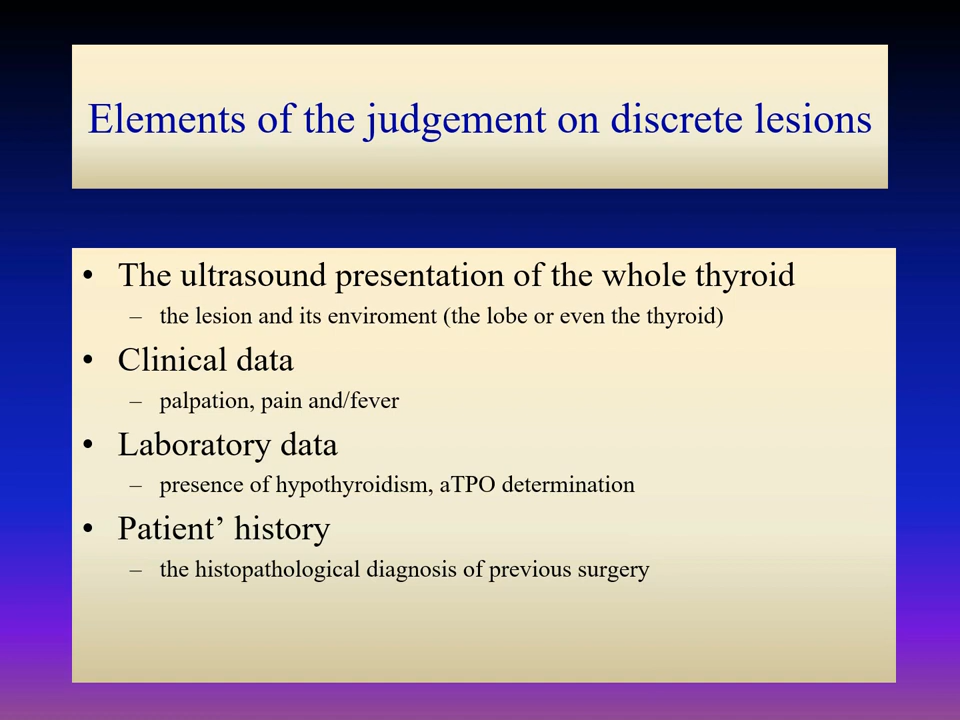 Elements of the judgement on discrete lesions
• The ultrasound presentation of the whole thyroid
– the lesion and its enviroment (the lobe or even the thyroid)
• Clinical data
– palpation, pain and/fever
• Laboratory data
– presence of hypothyroidism, aTPO determination
• Patient’ history
– the histopathological diagnosis of previous surgery